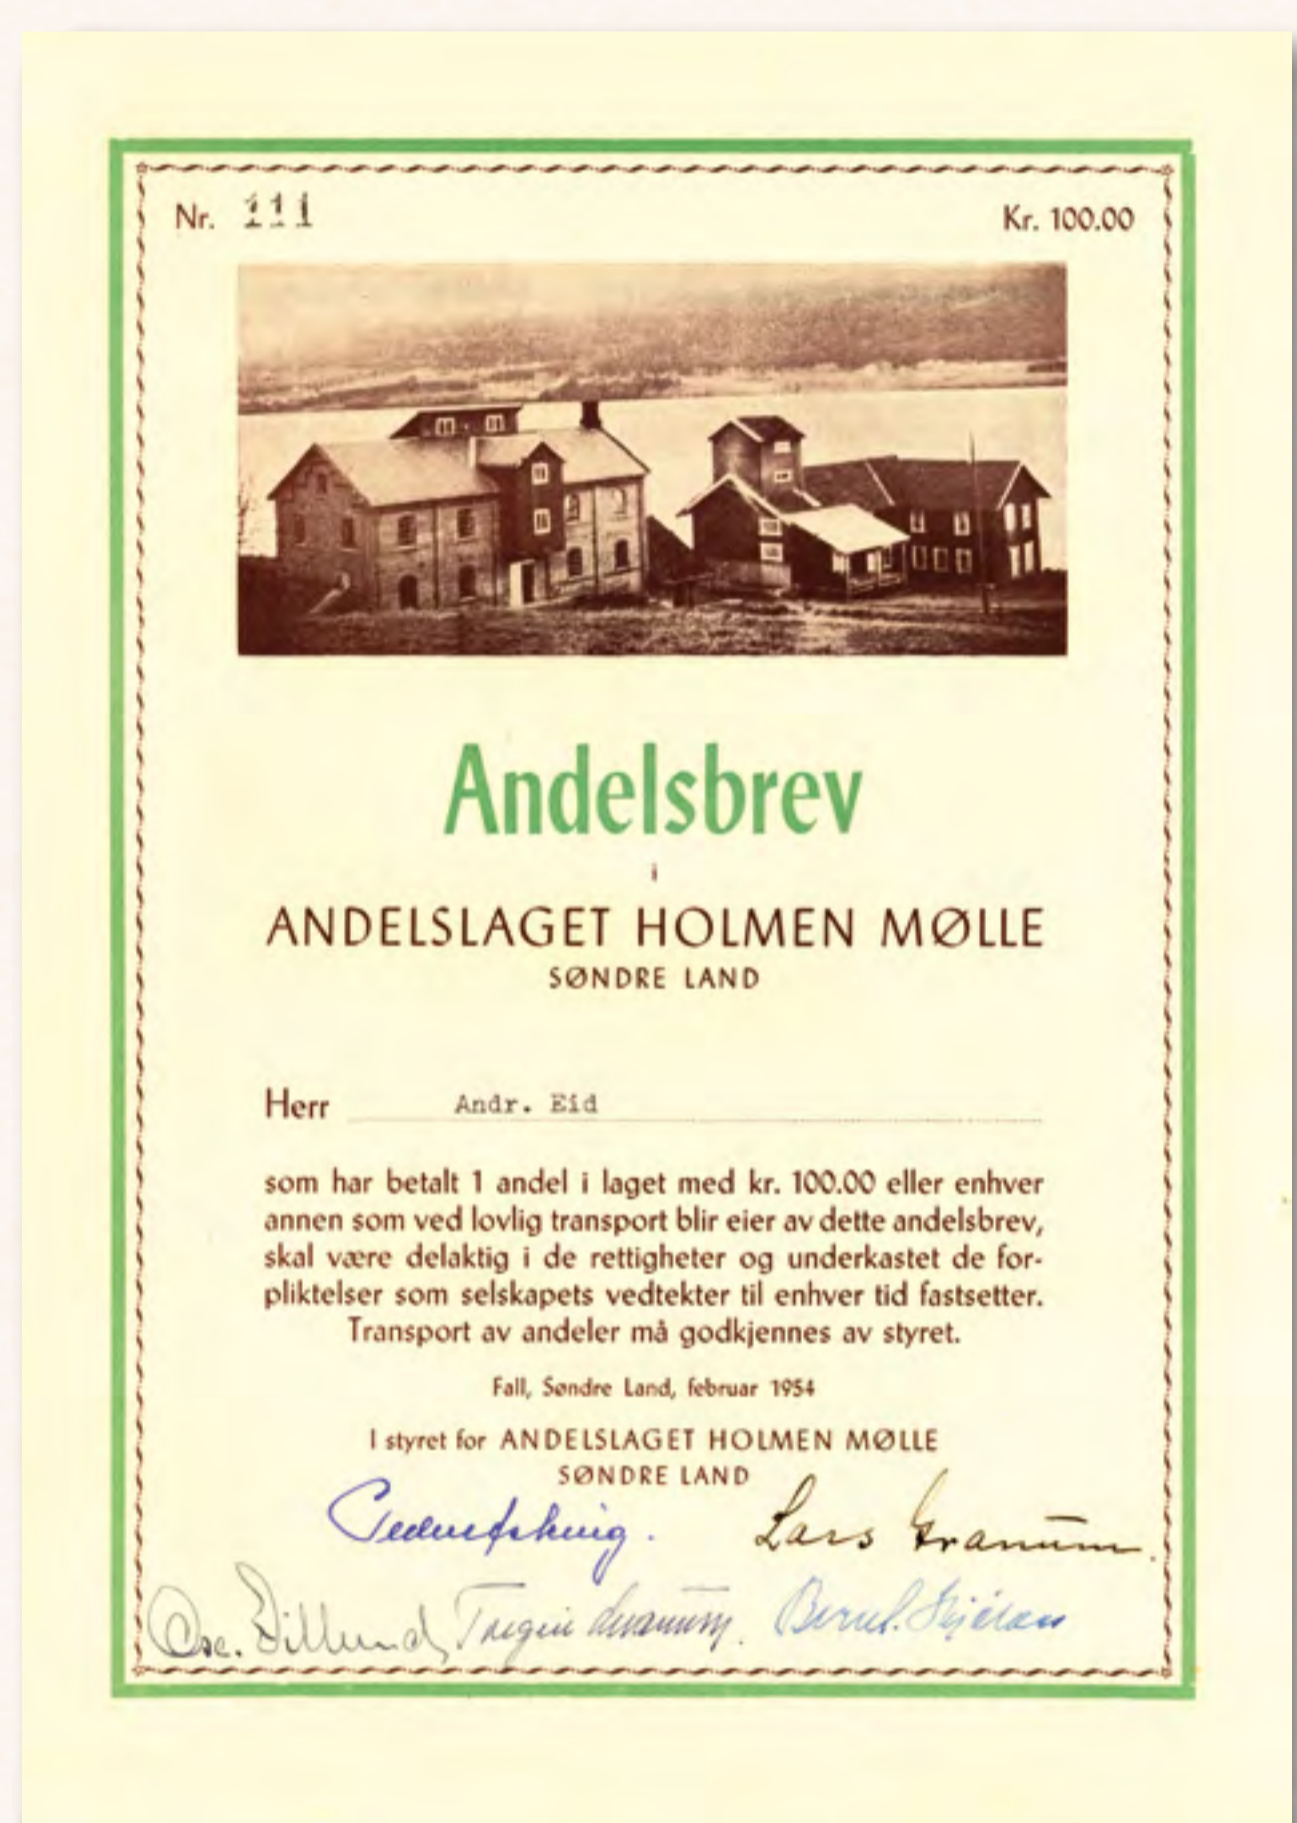 Nr. 111
Kr. 100.00
Andelsbrev
i
ANDELSLAGET HOLMEN MØLLE
SØNDRE LAND
Herr Andr. Eid
som har betalt 1 andel i laget med kr. 100.00 eller enhver
annen som ved lovlig transport blir eier av dette andelsbrev,
skal være delaktig i de rettigheter og underkastet de for-
pliktelser som selskapets vedtekter til enhver tid fastsetter.
Transport av andeler må godkjennes av styret.
Fall, Søndre Land, februar 1954
I styret for ANDELSLAGET HOLMEN MØLLE
SØNDRE LAND
Lars Granum.